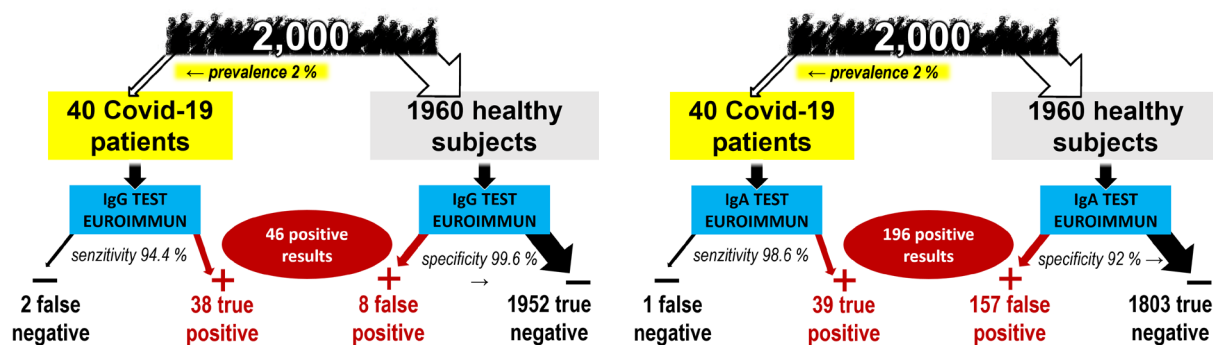 2,000
← prevalence 2 %
40 Covid-19
patients
1960 healthy
subjects
IgG TEST
EUROIMMUN
IgG TEST
EUROIMMUN
46 positive
results
senzitivity 94.4 %
specificity 99.6 %
→
2 false
negative
38 true
positive
8 false
positive
1952 true
negative
2,000
← prevalence 2 %
40 Covid-19
patients
1960 healthy
subjects
IgA TEST
EUROIMMUN
IgA TEST
EUROIMMUN
196 positive
results
senzitivity 98.6 %
specificity 92 % →
1 false
negative
39 true
positive
157 false
positive
1803 true
negative